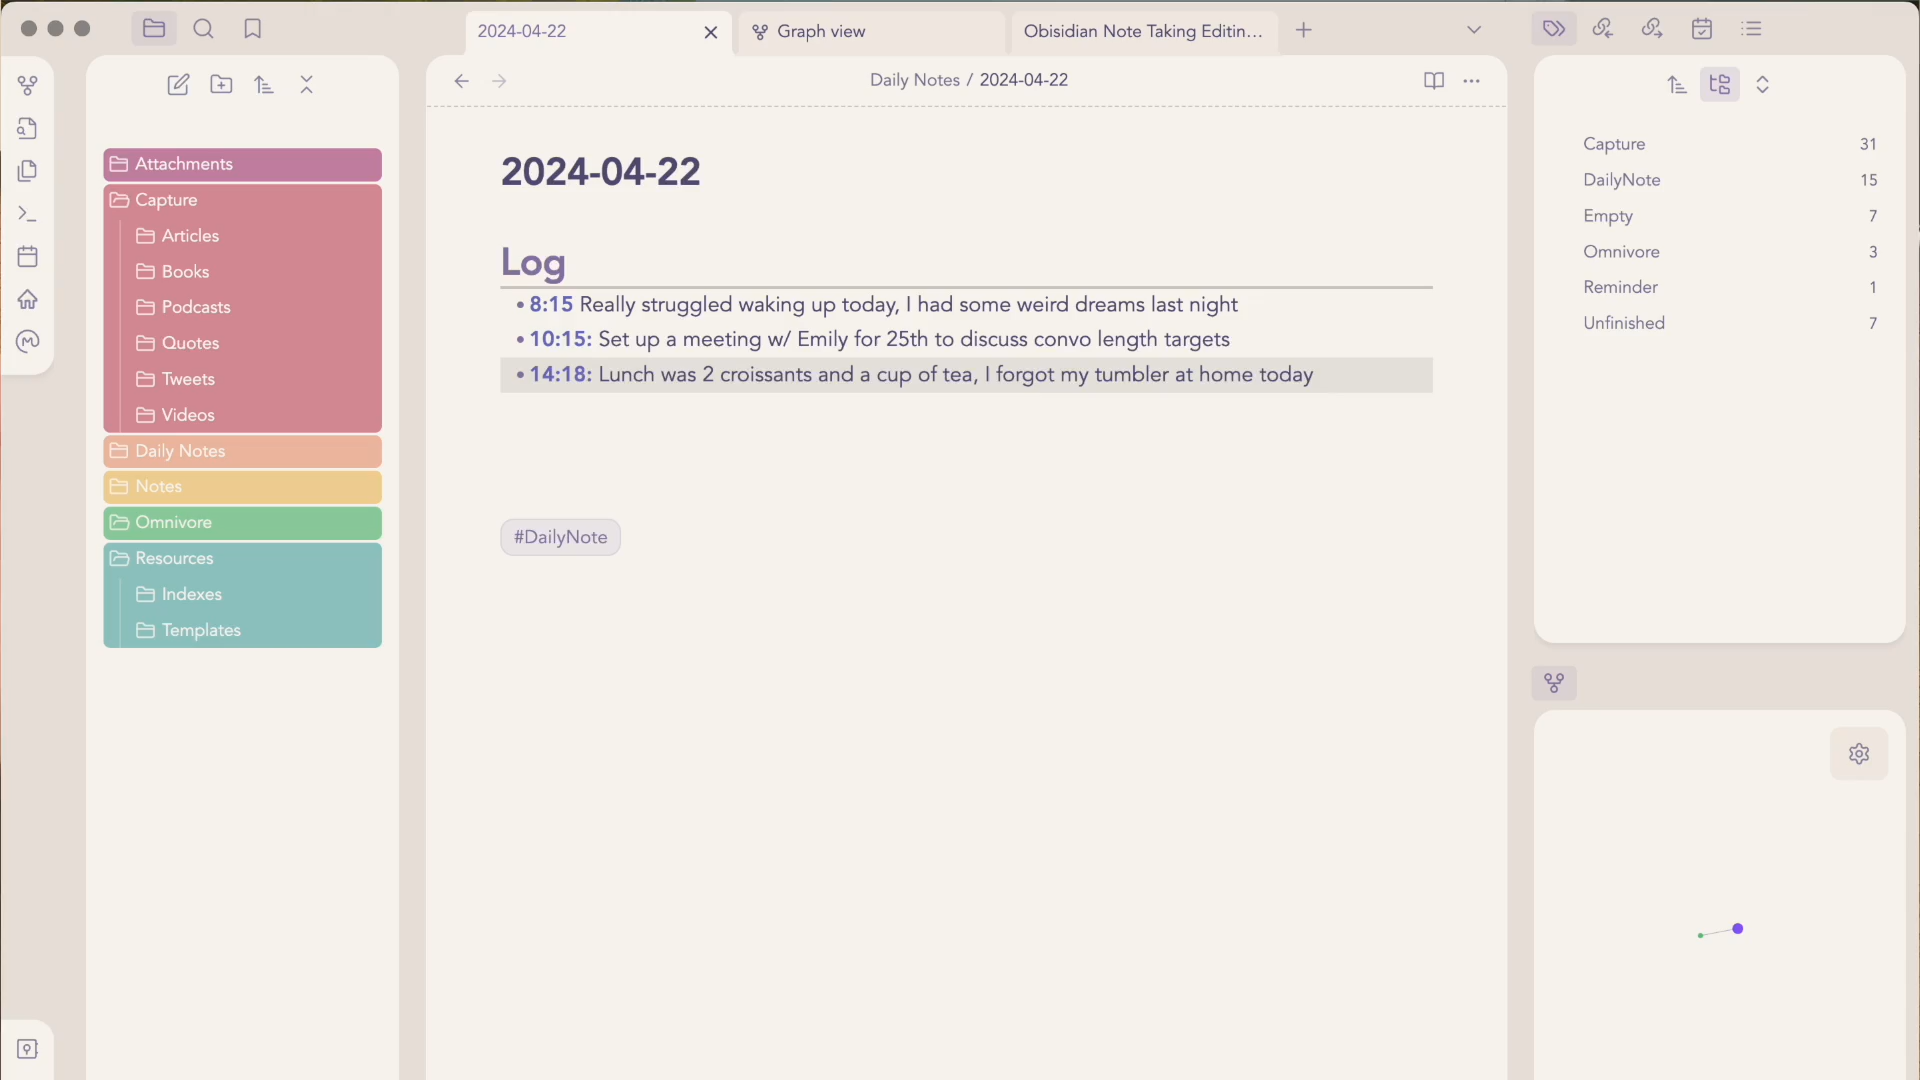 2024-04-22
Graph view
Obisidian Note Taking Editin...
Daily Notes / 2024-04-22
Attachments
Capture
Articles
Books
Podcasts
Quotes
Tweets
Videos
Daily Notes
Notes
Omnivore
Resources
Indexes
Templates
2024-04-22
Log
• 8:15 Really struggled waking up today, I had some weird dreams last night
• 10:15: Set up a meeting w/ Emily for 25th to discuss convo length targets
• 14:18: Lunch was 2 croissants and a cup of tea, I forgot my tumbler at home today
#DailyNote
Capture 31
DailyNote 15
Empty 7
Omnivore 3
Reminder 1
Unfinished 7